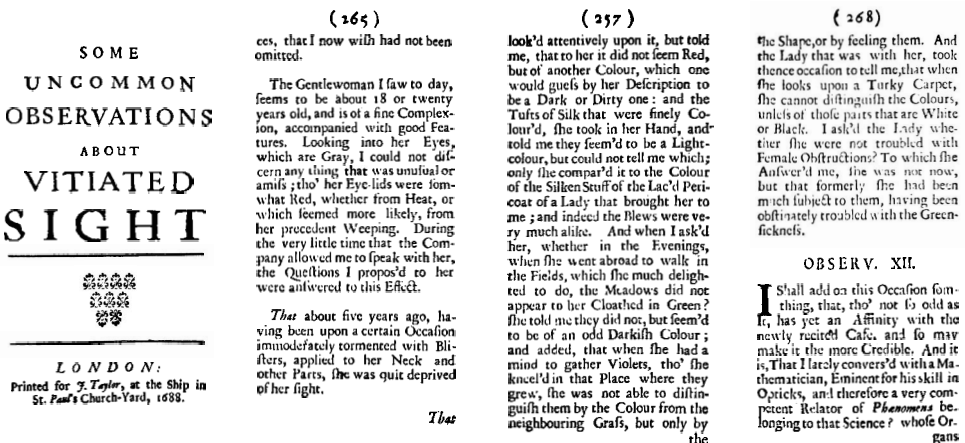 SOME
UNCOMMON
OBSERVATIONS
ABOUT
VITIATED
SIGHT
LONDON:
Printed for J. Taylor, at the Ship in
St. Paul's Church-Yard, 1688.
(265)
ces, that I now wiſh had not been
omitted.
The Gentlewoman I ſaw to day,
ſeems to be about 18 or twenty
years old, and is of a fine Complex-
ion, accompanied with good Fea-
tures. Looking into her Eyes,
which are Gray, I could not diſ-
cern any thing that was unuſual or
amiſs; tho' her Eye-lids were ſom-
what Red, whether from Heat, or
which ſeemed more likely, from
her precedent Weeping. During
the very little time that the Com-
pany allowed me to ſpeak with her,
the Queſtions I propos'd to her
were anſwered to this Effect.
That about five years ago, ha-
ving been upon a certain Occaſion
immoderately tormented with Bli-
ſters, applied to her Neck and
other Parts, ſhe was quit deprived
of her ſight.
That
(257)
look'd attentively upon it, but told
me, that to her it did not ſeem Red,
but of another Colour, which one
would gueſs by her Deſcription to
be a Dark or Dirty one: and the
Tufts of Silk that were finely Co-
lour'd, ſhe took in her Hand, and
told me they ſeem'd to be a Light-
colour, but could not tell me which;
only ſhe compar'd it to the Colour
of the Silken Stuff of the Lac'd Peti-
coat of a Lady that brought her to
me; and indeed the Blews were ve-
ry much alike. And when I ask'd
her, whether in the Evenings,
when ſhe went abroad to walk in
the Fields, which ſhe much deligh-
ted to do, the Meadows did not
appear to her Cloathed in Green?
ſhe told me they did not, but ſeem'd
to be of an odd Darkiſh Colour;
and added, that when ſhe had a
mind to gather Violets, tho' ſhe
kneel'd in that Place where they
grew, ſhe was not able to diſtin-
guiſh them by the Colour from the
neighbouring Graſs, but only by
the
(268)
the Shape, or by feeling them. And
the Lady that was with her, took
thence occaſion to tell me, that when
ſhe looks upon a Turky Carpet,
ſhe cannot diſtinguiſh the Colours,
unleſs of thoſe parts that are White
or Black. I ask'd the Lady whe-
ther ſhe were not troubled with
Female Obſtructions? To which ſhe
Anſwer'd me, ſhe was not now,
but that formerly ſhe had been
much ſubject to them, having been
obſtinately troubled with the Green-
ſickneſs.
OBSERV. XII.
I Shall add on this Occaſion ſom-
thing, that, tho' not ſo odd as
it, has yet an Affinity with the
newly recited Caſe, and ſo may
make it the more Credible. And it
is, That I lately convers'd with a Ma-
thematician, Eminent for his skill in
Opticks, and therefore a very com-
petent Relator of Phænomens be-
longing to that Science? whoſe Or-
gans